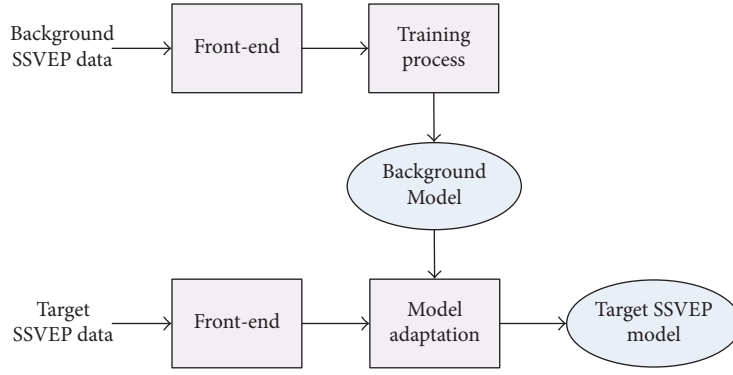 Background
SSVEP data
Front-end
Training
process
Background
Model
Target
SSVEP data
Front-end
Model
adaptation
Target SSVEP
model